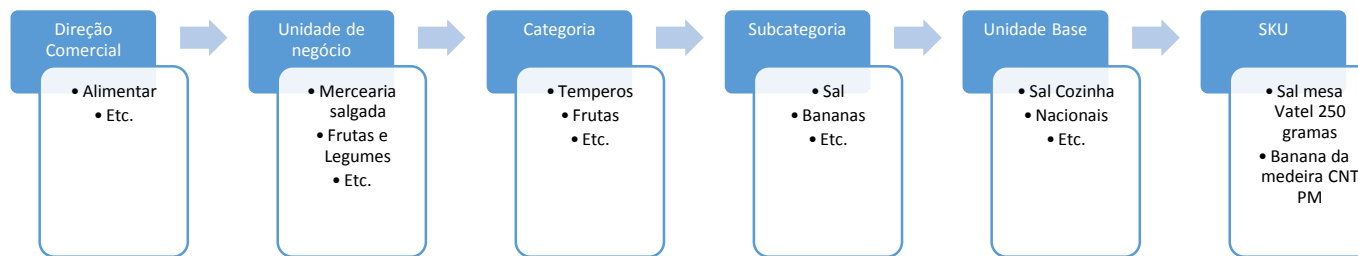 Direção
Comercial
• Alimentar
• Etc.
Unidade de
negócio
• Mercearia
salgada
• Frutas e
Legumes
• Etc.
Categoria
• Temperos
• Frutas
• Etc.
Subcategoria
• Sal
• Bananas
• Etc.
Unidade Base
• Sal Cozinha
• Nacionais
• Etc.
SKU
• Sal mesa
Vatel 250
gramas
• Banana da
medeira CNT
PM